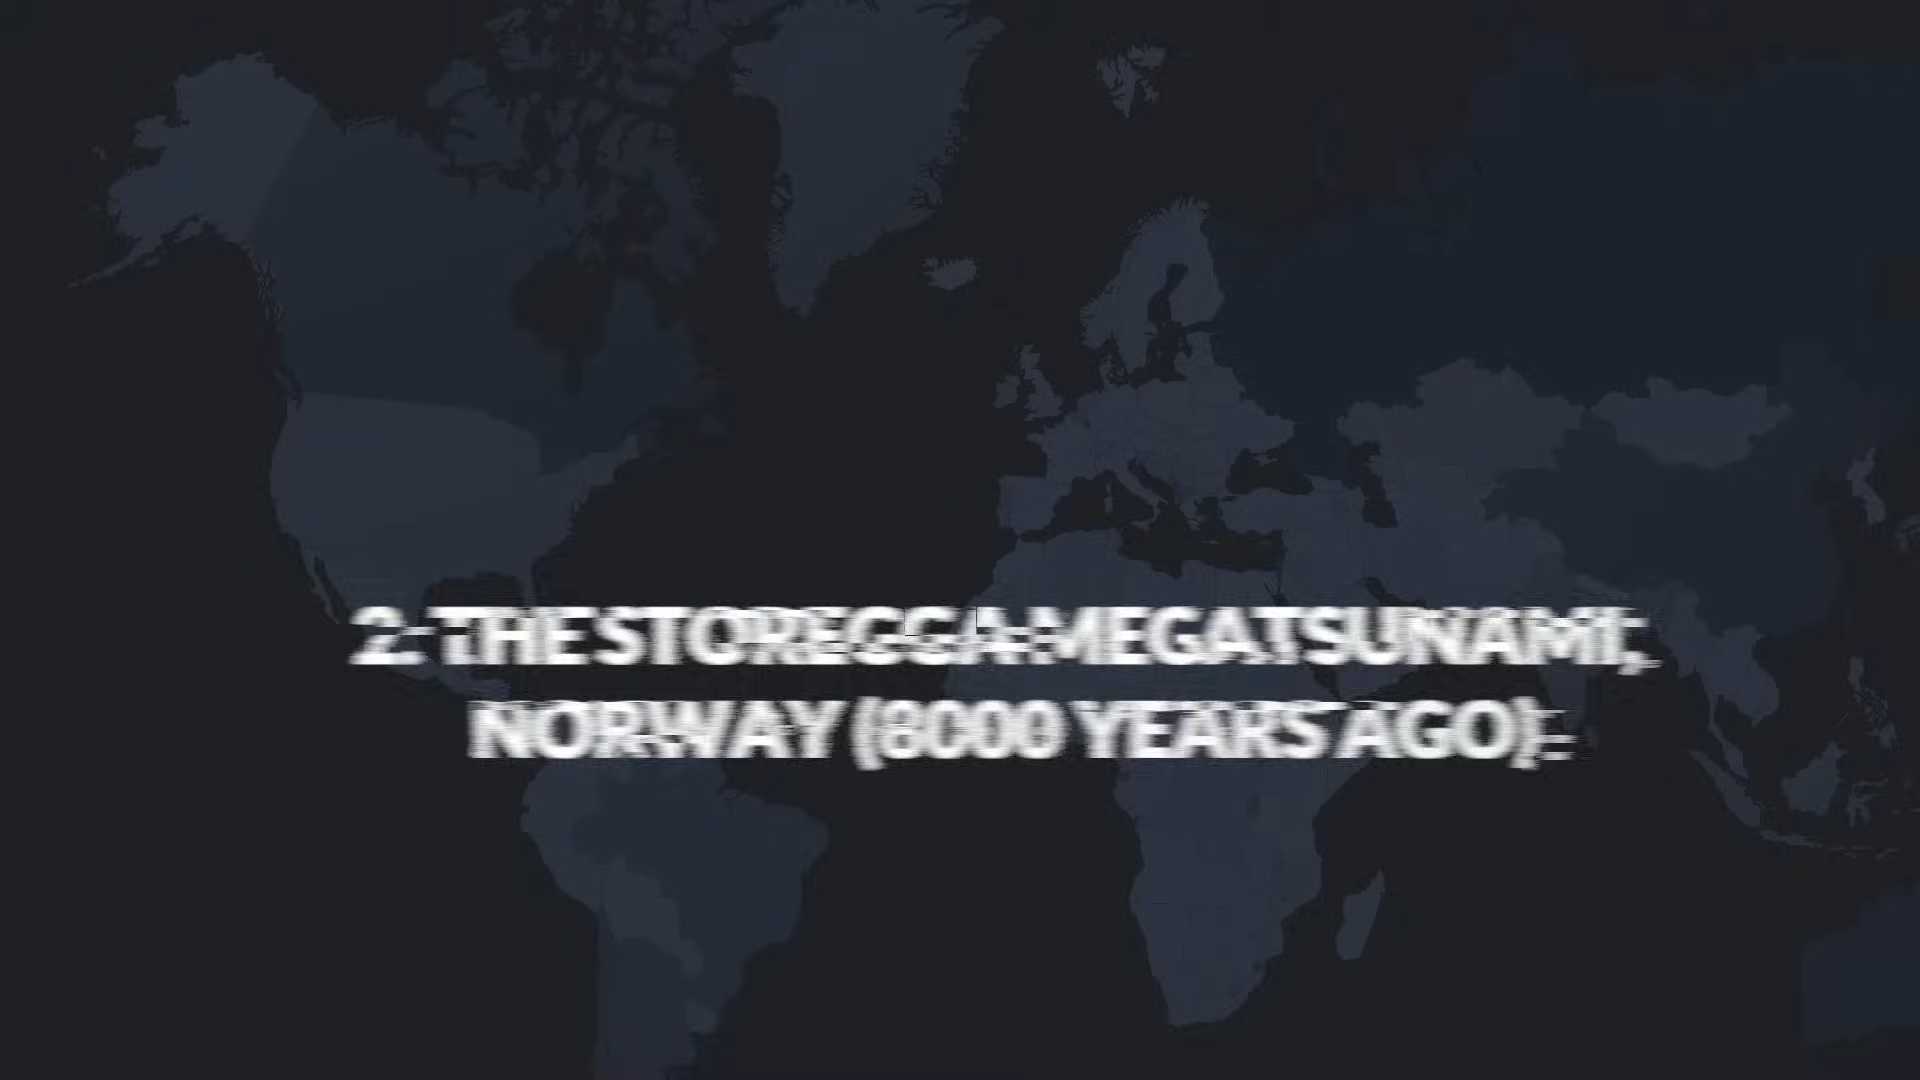 2. THE STOREGGA MEGATSUNAMI,
NORWAY (8000 YEARS AGO).